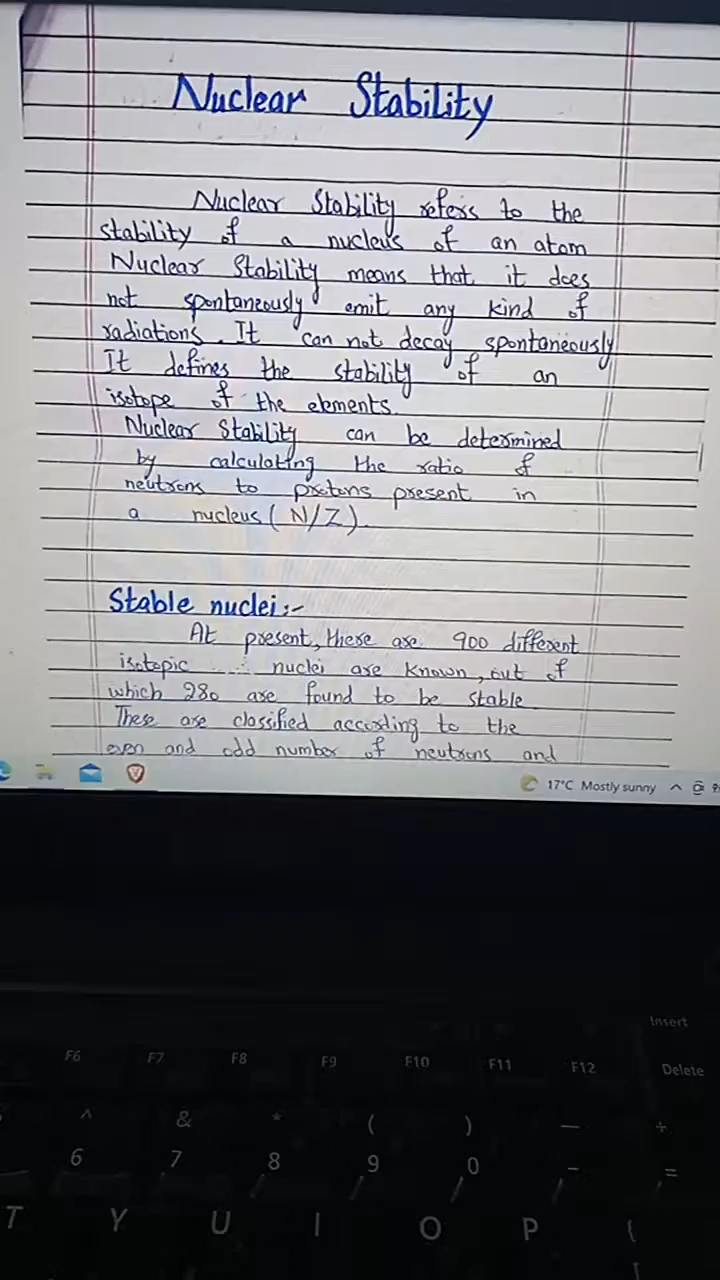 Nuclear Stability
Nuclear Stability refers to the
stability of a nucleus of an atom
Nuclear Stability means that it does
not spontaneously emit any kind of
radiations. It can not decay spontaneously
It defines the stability of an
isotope of the elements.
Nuclear Stability can be determined
by calculating the ratio of
neutrons to protons present in
a nucleus (N/Z).
Stable nuclei:-
At present, there are 900 different
isotopic nuclei are known, out of
which 280 are found to be stable.
These are classified according to the
even and odd number of neutrons and
17°C Mostly sunny
Insert
F6 F7 F8 F9 F10 F11 F12 Delete
^ & * ( ) — +
6 7 8 9 0 - =
T Y U I O P {
[